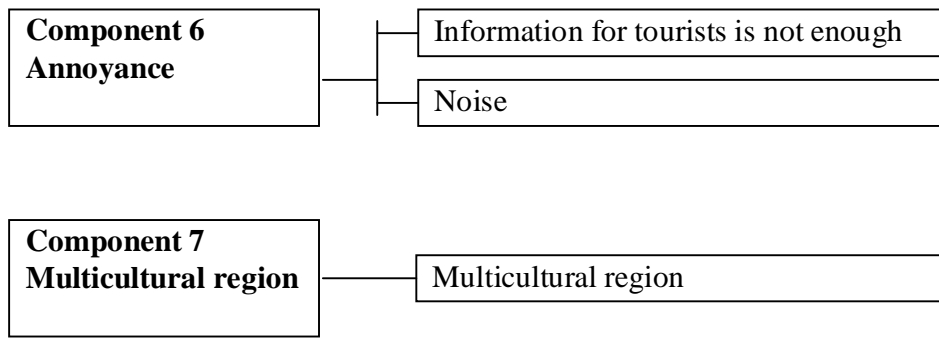 Component 6
Annoyance
Information for tourists is not enough
Noise
Component 7
Multicultural region
Multicultural region